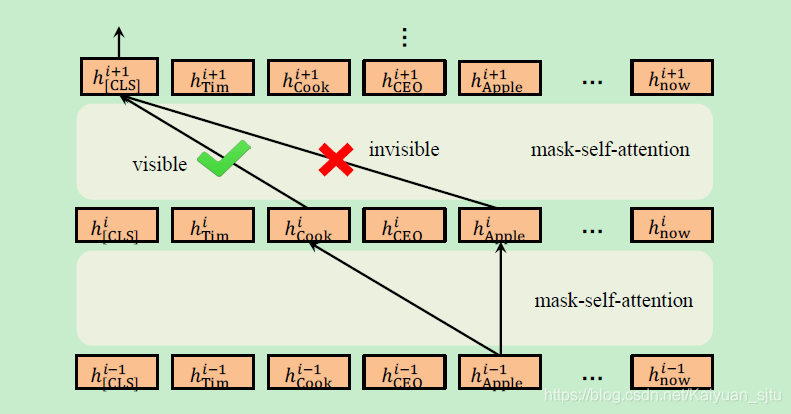 ⋮
h^{i+1}_{[CLS]} h^{i+1}_{Tim} h^{i+1}_{Cook} h^{i+1}_{CEO} h^{i+1}_{Apple} ... h^{i+1}_{now}
visible invisible mask-self-attention
h^{i}_{[CLS]} h^{i}_{Tim} h^{i}_{Cook} h^{i}_{CEO} h^{i}_{Apple} ... h^{i}_{now}
mask-self-attention
h^{i-1}_{[CLS]} h^{i-1}_{Tim} h^{i-1}_{Cook} h^{i-1}_{CEO} h^{i-1}_{Apple} ... h^{i-1}_{now}
https://blog.csdn.net/Kaiyuan_sjtu